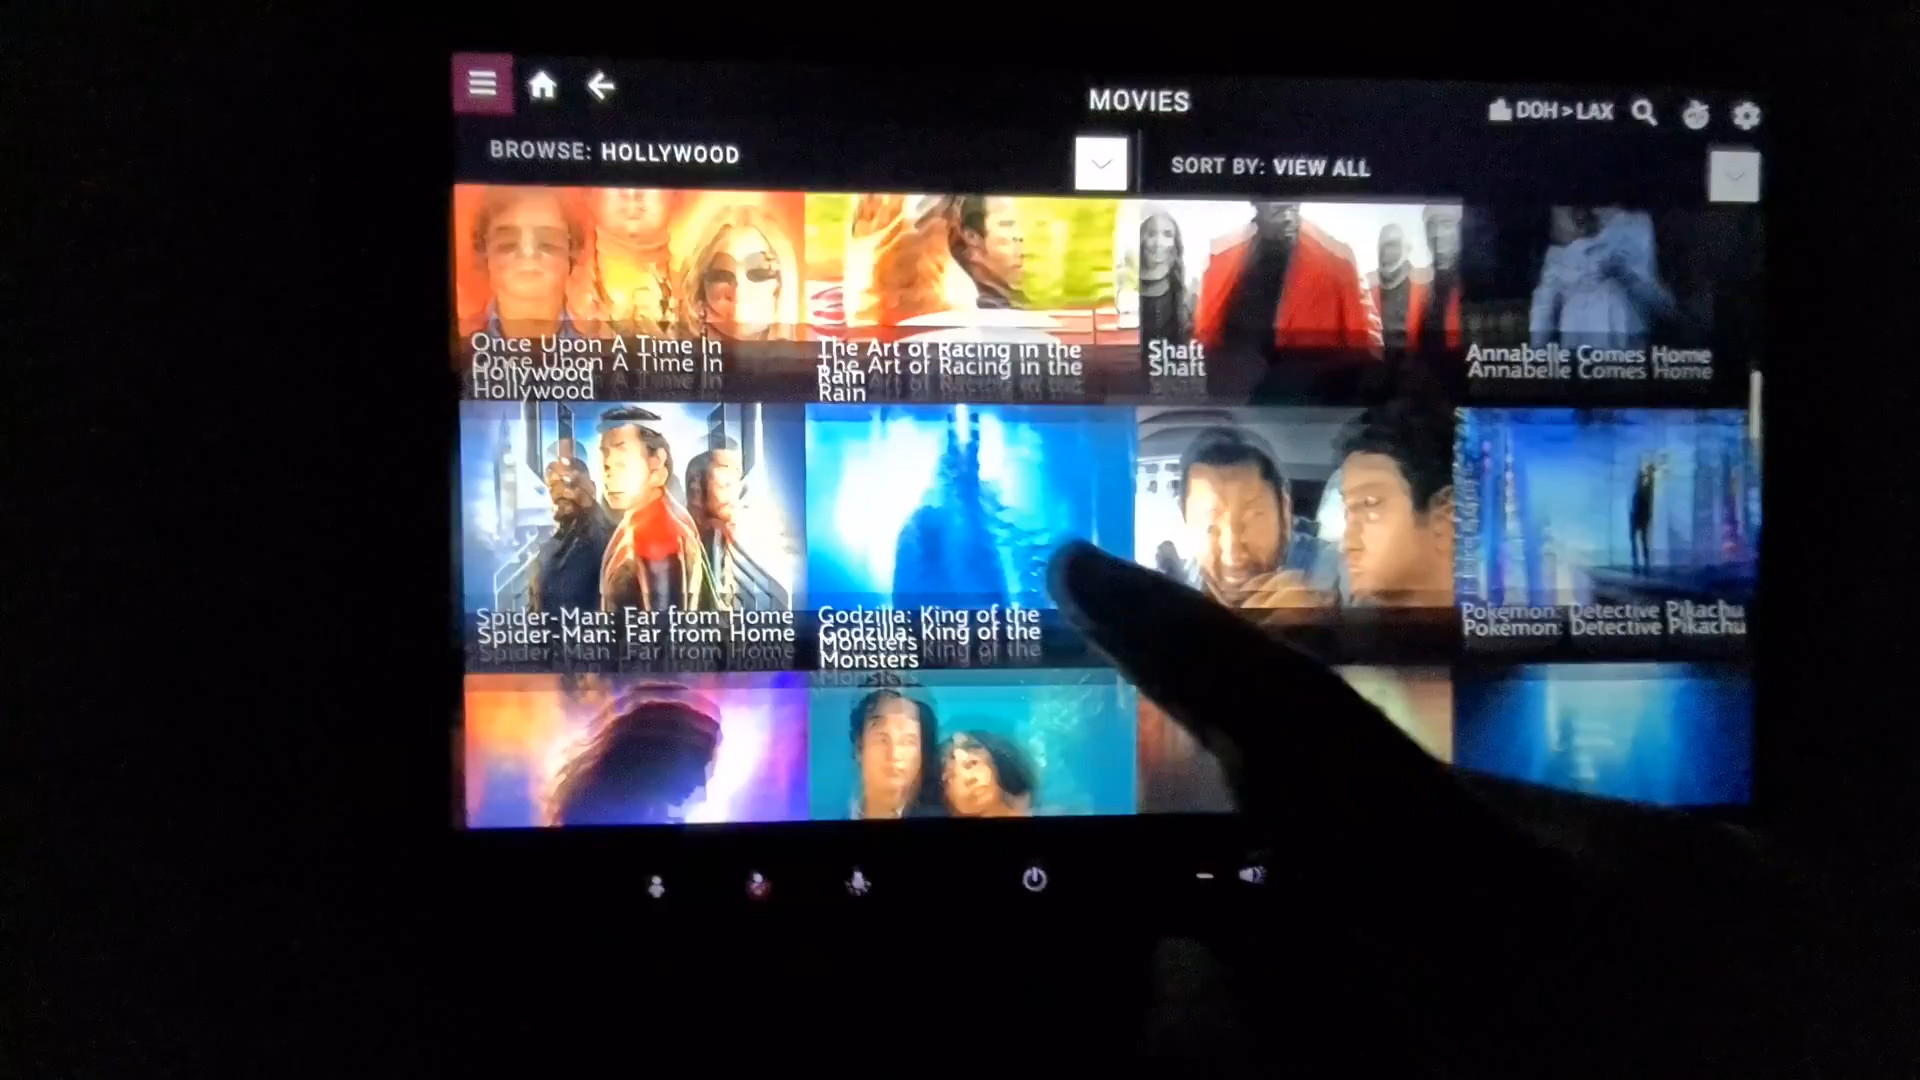 MOVIES
DOH > LAX
BROWSE: HOLLYWOOD
SORT BY: VIEW ALL
Once Upon A Time In
Hollywood
The Art of Racing in the
Rain
Shaft
Annabelle Comes Home
Spider-Man: Far from Home
Godzilla: King of the
Monsters
Pokémon: Detective Pikachu